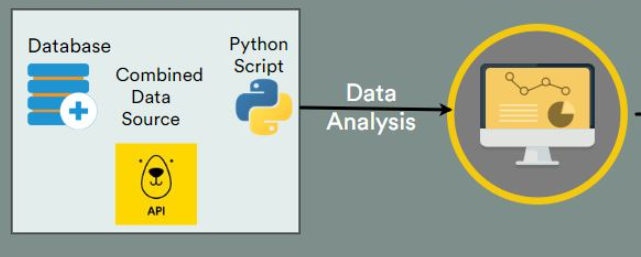 Database
Combined
Data
Source
Python
Script
API
Data
Analysis